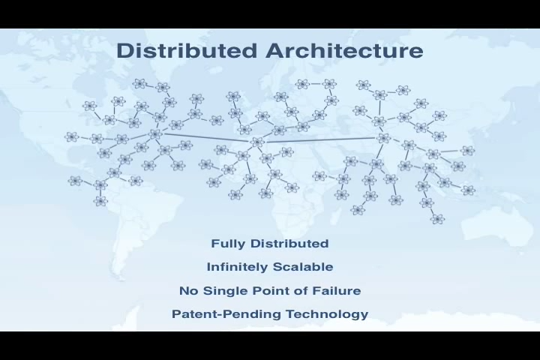 Distributed Architecture
Fully Distributed
Infinitely Scalable
No Single Point of Failure
Patent-Pending Technology